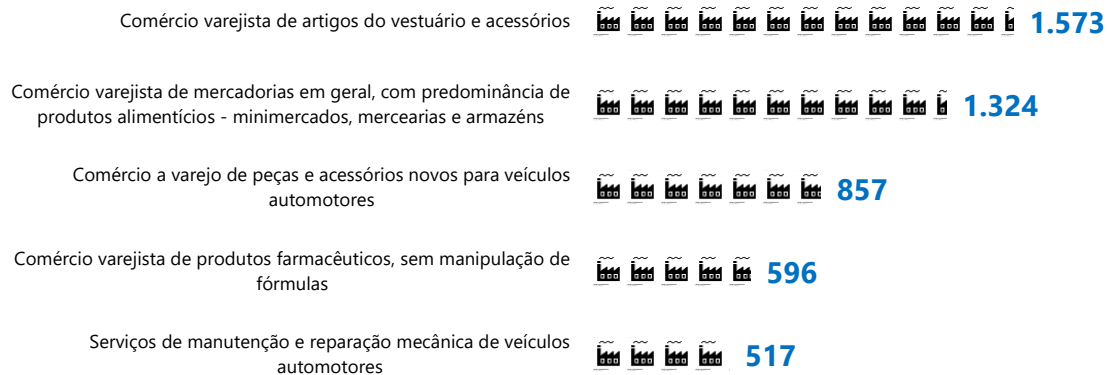 Comércio varejista de artigos do vestuário e acessórios 1.573
Comércio varejista de mercadorias em geral, com predominância de
produtos alimentícios - minimercados, mercearias e armazéns 1.324
Comércio a varejo de peças e acessórios novos para veículos
automotores 857
Comércio varejista de produtos farmacêuticos, sem manipulação de
fórmulas 596
Serviços de manutenção e reparação mecânica de veículos
automotores 517